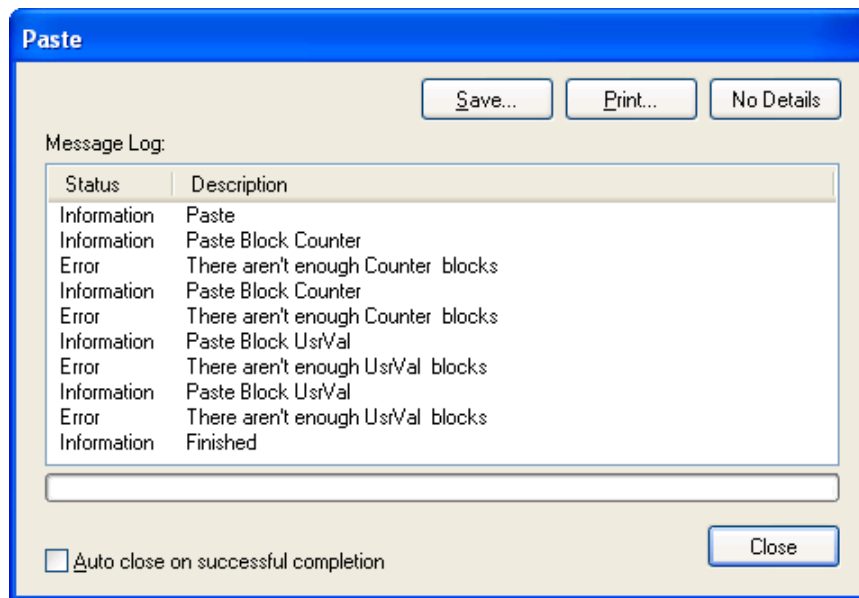 Paste
Save... Print... No Details
Message Log:
Status Description
Information Paste
Information Paste Block Counter
Error There aren't enough Counter  blocks
Information Paste Block Counter
Error There aren't enough Counter  blocks
Information Paste Block UsrVal
Error There aren't enough UsrVal  blocks
Information Paste Block UsrVal
Error There aren't enough UsrVal  blocks
Information Finished
Auto close on successful completion
Close